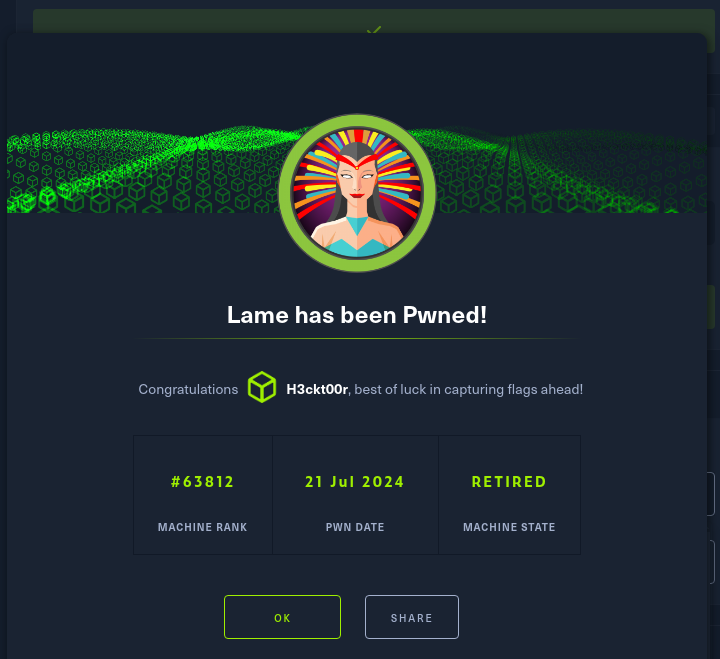 Lame has been Pwned!
Congratulations H3ckt00r, best of luck in capturing flags ahead!
#63812 21 Jul 2024 RETIRED
MACHINE RANK PWN DATE MACHINE STATE
OK SHARE